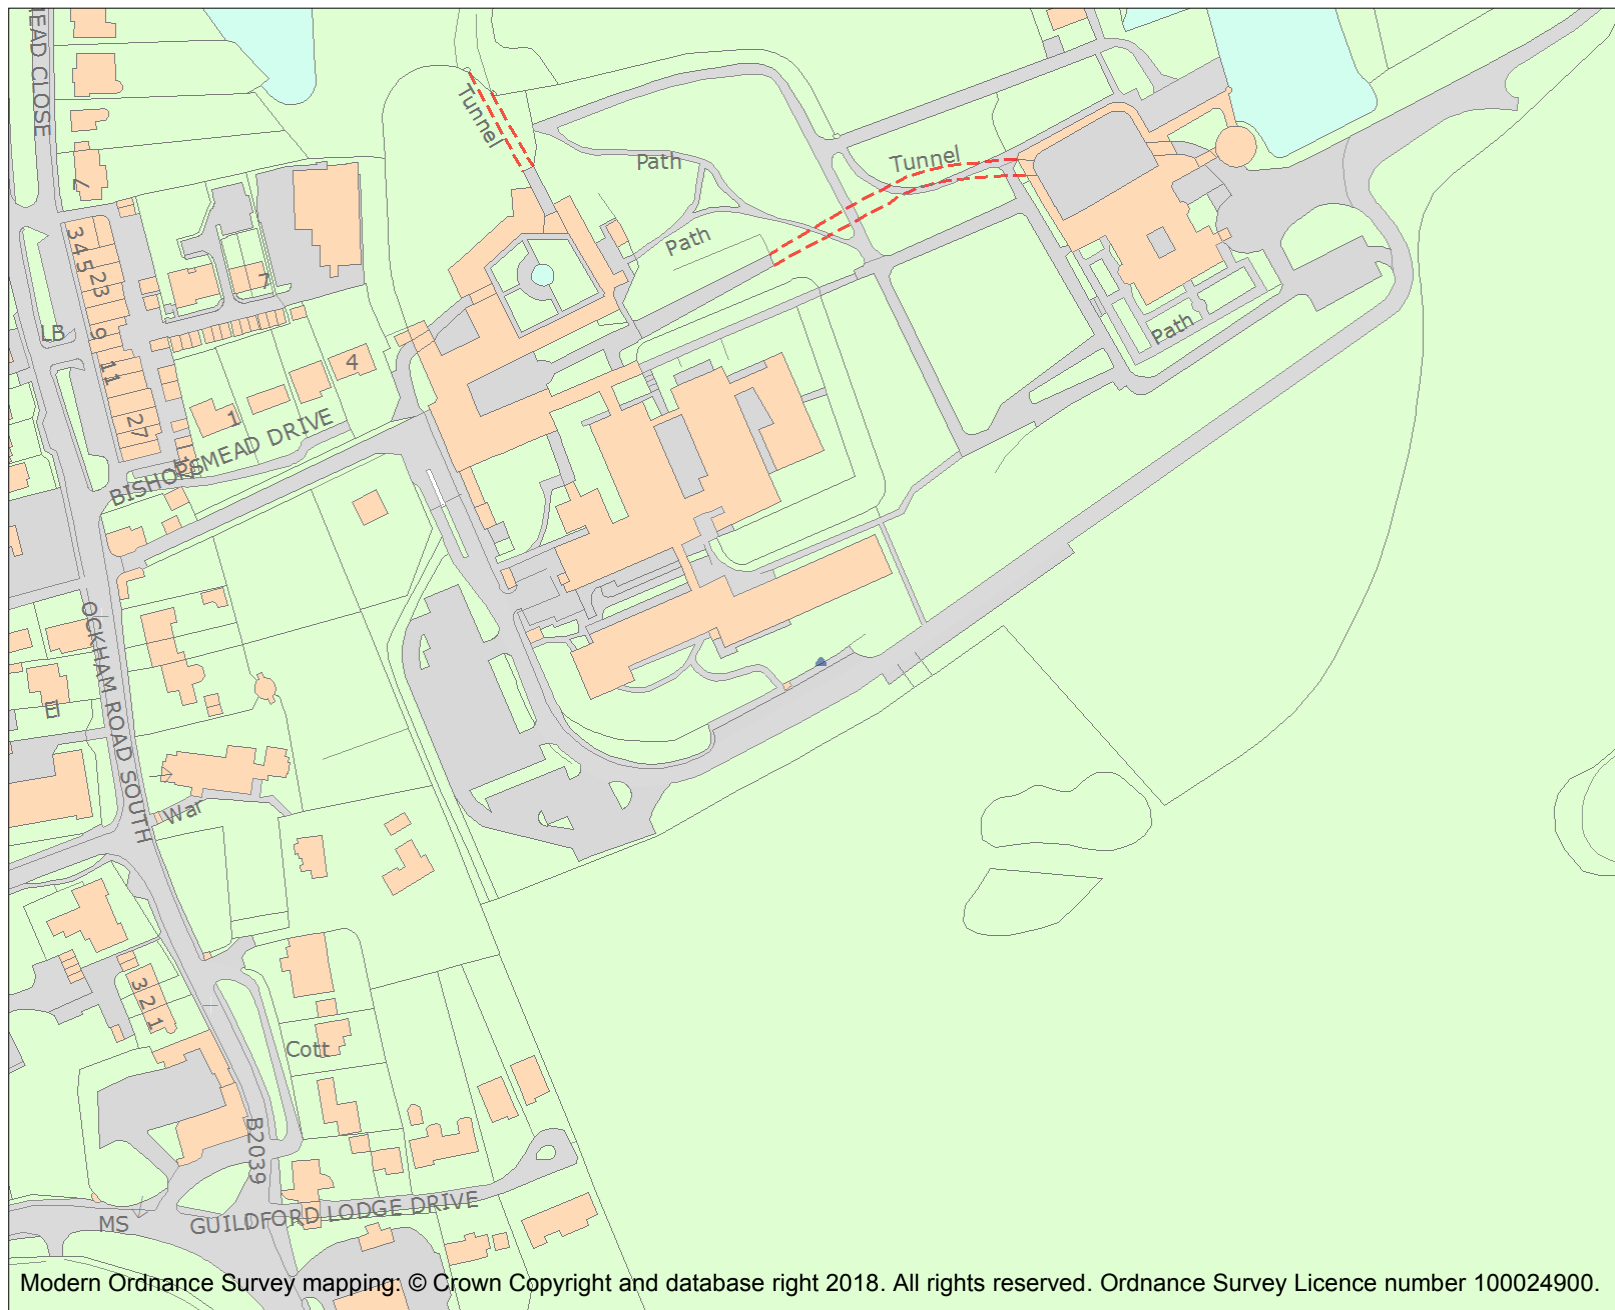 MEAD CLOSE
Tunnel
Path
Tunnel
7
3
4
5
23
7
Path
LB
9
Path
4
11
1
27
BISHOPSMEAD DRIVE
OCKHAM ROAD SOUTH
War
3
2
1
Cott
B2039
GUILDFORD LODGE DRIVE
MS
Modern Ordnance Survey mapping: © Crown Copyright and database right 2018. All rights reserved. Ordnance Survey Licence number 100024900.